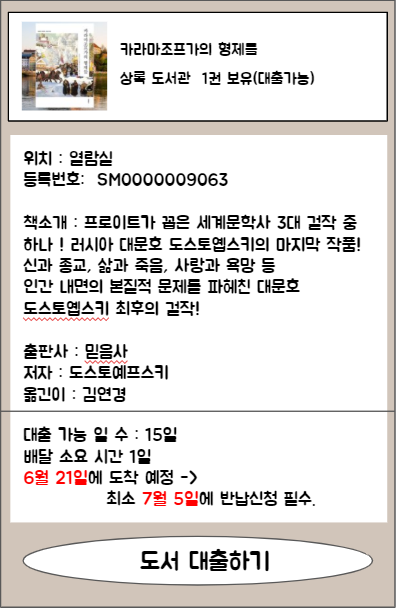 카라마조프가의 형제들
상록 도서관 1권 보유(대출가능)
위치 : 열람실
등록번호: SM0000009063
책소개 : 프로이트가 꼽은 세계문학사 3대 걸작 중
하나 ! 러시아 대문호 도스토옙스키의 마지막 작품!
신과 종교, 삶과 죽음, 사랑과 욕망 등
인간 내면의 본질적 문제를 파헤친 대문호
도스토옙스키 최후의 걸작!
출판사 : 믿음사
저자 : 도스토예프스키
옮긴이 : 김연경
대출 가능 일 수 : 15일
배달 소요 시간 1일
6월 21일에 도착 예정 ->
최소 7월 5일에 반납신청 필수.
도서 대출하기